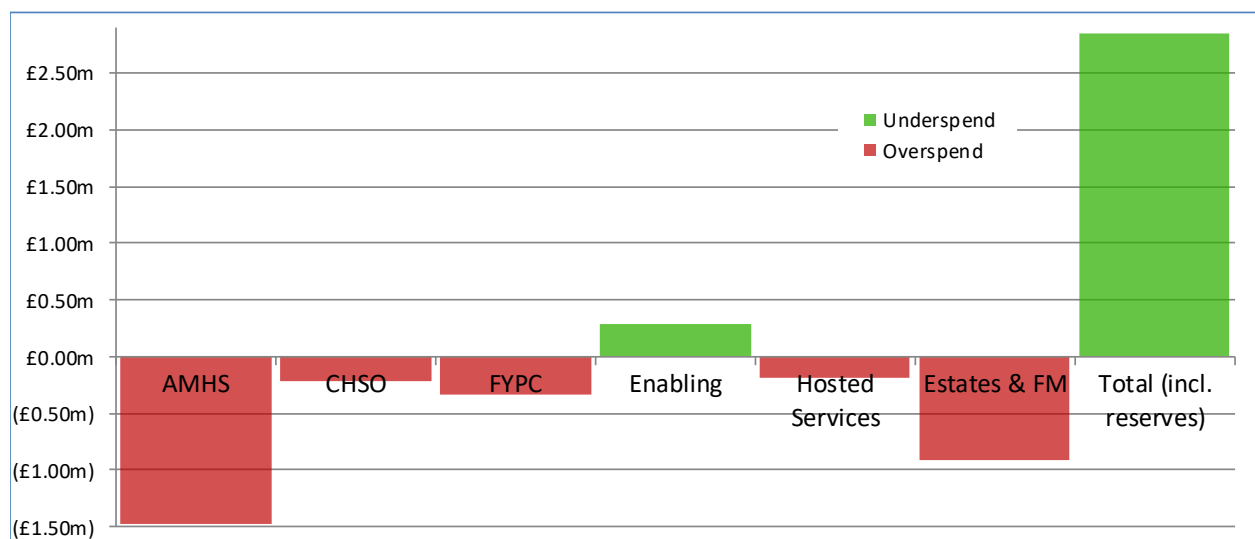 £2.50m
£2.00m
£1.50m
£1.00m
£0.50m
£0.00m
(£0.50m)
(£1.00m)
(£1.50m)
Underspend
Overspend
AMHS
CHSO
FYPC
Enabling
Hosted
Services
Estates & FM
Total (incl.
reserves)